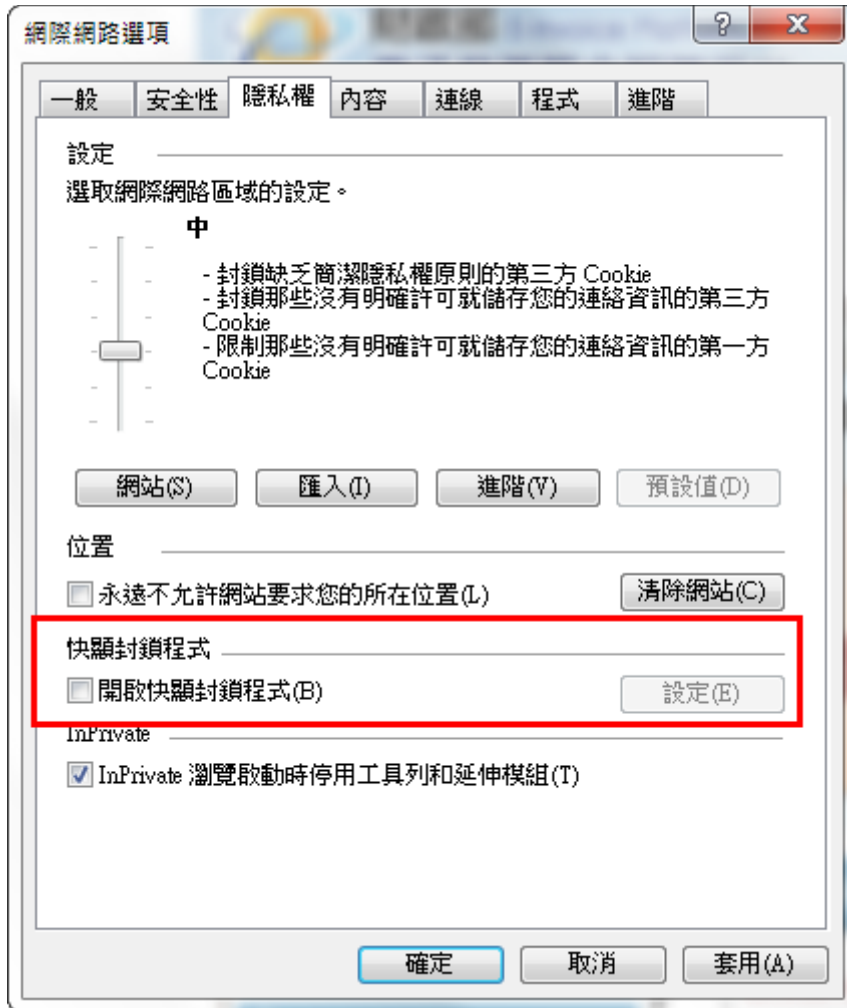 網際網路選項
一般 安全性 隱私權 內容 連線 程式 進階
設定
選取網際網路區域的設定。
中
- 封鎖缺乏簡潔隱私權原則的第三方 Cookie
- 封鎖那些沒有明確許可就儲存您的連絡資訊的第三方
Cookie
- 限制那些沒有明確許可就儲存您的連絡資訊的第一方
Cookie
網站(S) 匯入(I) 進階(V) 預設值(D)
位置
永遠不允許網站要求您的所在位置(L) 清除網站(C)
快顯封鎖程式
開啟快顯封鎖程式(B) 設定(E)
InPrivate
InPrivate 瀏覽啟動時停用工具列和延伸模組(T)
確定 取消 套用(A)